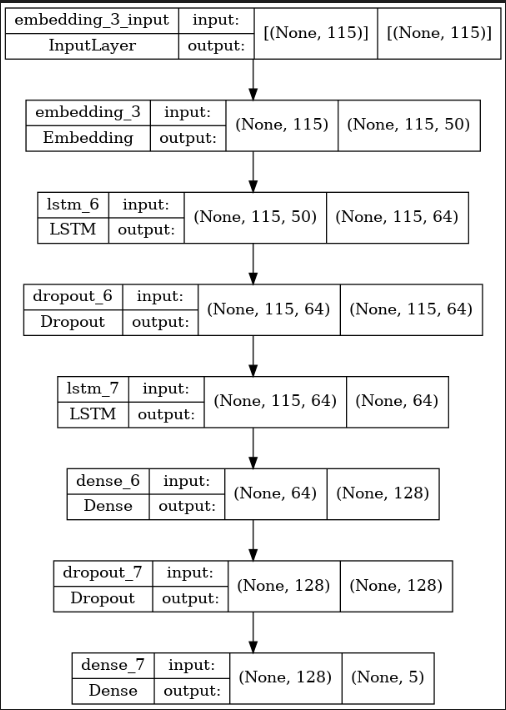 embedding_3_input input: [(None, 115)] [(None, 115)]
InputLayer output:
embedding_3 input: (None, 115) (None, 115, 50)
Embedding output:
lstm_6 input: (None, 115, 50) (None, 115, 64)
LSTM output:
dropout_6 input: (None, 115, 64) (None, 115, 64)
Dropout output:
lstm_7 input: (None, 115, 64) (None, 64)
LSTM output:
dense_6 input: (None, 64) (None, 128)
Dense output:
dropout_7 input: (None, 128) (None, 128)
Dropout output:
dense_7 input: (None, 128) (None, 5)
Dense output: